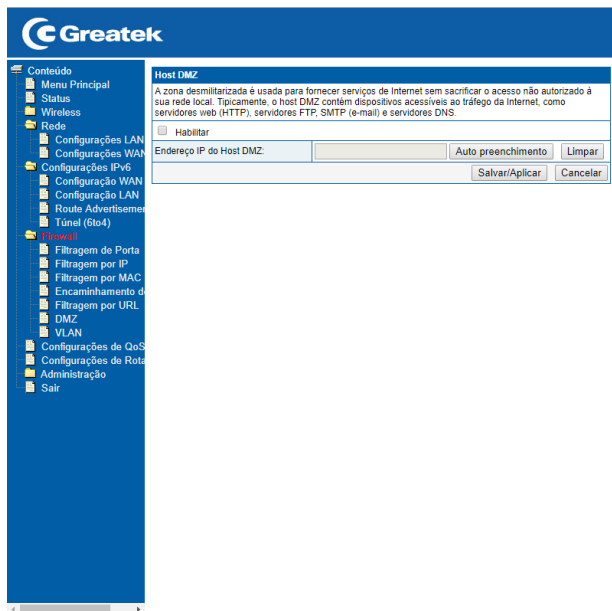 Greatek
Conteúdo
Menu Principal
Status
Wireless
Rede
Configurações LAN
Configurações WAN
Configurações IPv6
Configuração WAN
Configuração LAN
Route Advertisemen
Túnel (6to4)
Firewall
Filtragem de Porta
Filtragem por IP
Filtragem por MAC
Encaminhamento d
Filtragem por URL
DMZ
VLAN
Configurações de QoS
Configurações de Rota
Administração
Sair
Host DMZ
A zona desmilitarizada é usada para fornecer serviços de Internet sem sacrificar o acesso não autorizado à
sua rede local. Tipicamente, o host DMZ contêm dispositivos acessíveis ao tráfego da Internet, como
servidores web (HTTP), servidores FTP, SMTP (e-mail) e servidores DNS.
Habilitar
Endereço IP do Host DMZ: Auto preenchimento Limpar
Salvar/Aplicar Cancelar